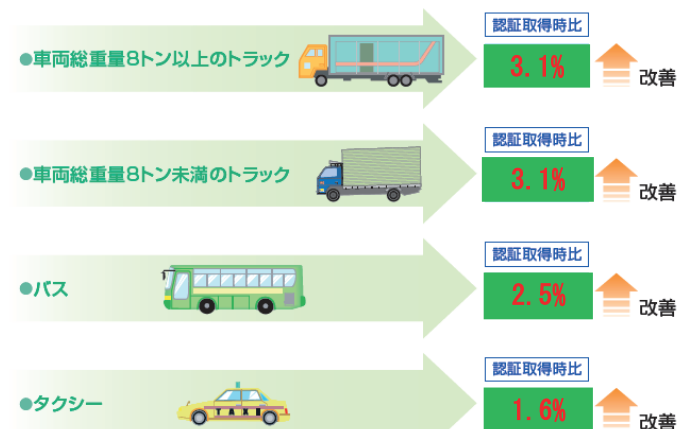 認証取得時比
●車両総重量8トン以上のトラック
3.1%
改善
認証取得時比
●車両総重量8トン未満のトラック
3.1%
改善
認証取得時比
●バス
2.5%
改善
認証取得時比
●タクシー
TAXI
1.6%
改善